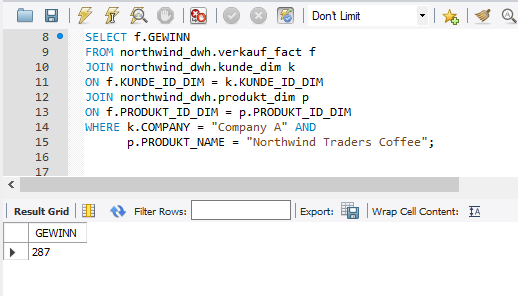 Don't Limit
8 SELECT f.GEWINN
9 FROM northwind_dwh.verkauf_fact f
10 JOIN northwind_dwh.kunde_dim k
11 ON f.KUNDE_ID_DIM = k.KUNDE_ID_DIM
12 JOIN northwind_dwh.produkt_dim p
13 ON f.PRODUKT_ID_DIM = p.PRODUKT_ID_DIM
14 WHERE k.COMPANY = "Company A" AND
15 p.PRODUKT_NAME = "Northwind Traders Coffee";
16
17
Result Grid Filter Rows: Export: Wrap Cell Content: IA
GEWINN
287